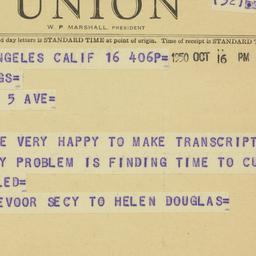 UNION
W. P. MARSHALL, PRESIDENT
d day letters is STANDARD TIME at point of origin. Time of receipt is STANDARD
NGELES CALIF 16 406P= 1950 OCT 16 PM
GS=
5 AVE=
E VERY HAPPY TO MAKE TRANSCRIPT
Y PROBLEM IS FINDING TIME TO CU
LED=
EVOOR SECY TO HELEN DOUGLAS=